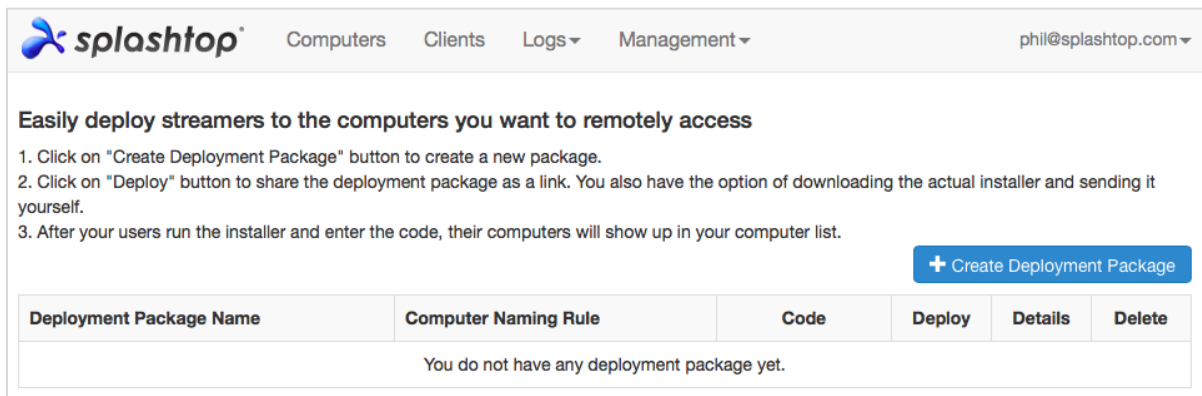 splashtop Computers Clients Logs Management phil@splashtop.com
Easily deploy streamers to the computers you want to remotely access
1. Click on "Create Deployment Package" button to create a new package.
2. Click on "Deploy" button to share the deployment package as a link. You also have the option of downloading the actual installer and sending it
yourself.
3. After your users run the installer and enter the code, their computers will show up in your computer list.
+ Create Deployment Package
Deployment Package Name Computer Naming Rule Code Deploy Details Delete
You do not have any deployment package yet.